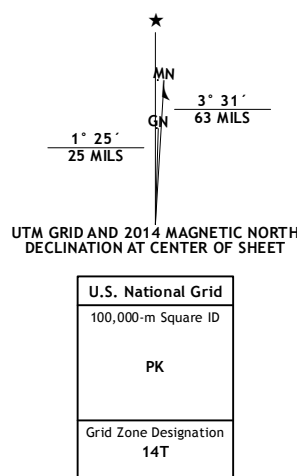 ★
MN
3° 31´
63 MILS
GN
1° 25´
25 MILS
UTM GRID AND 2014 MAGNETIC NORTH
DECLINATION AT CENTER OF SHEET
U.S. National Grid
100,000-m Square ID
PK
Grid Zone Designation
14T